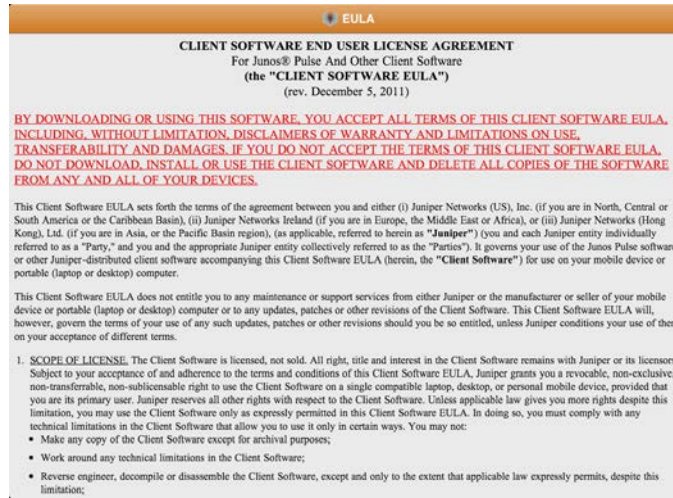 EULA
CLIENT SOFTWARE END USER LICENSE AGREEMENT
For Junos® Pulse And Other Client Software
(the "CLIENT SOFTWARE EULA")
(rev. December 5, 2011)
BY DOWNLOADING OR USING THIS SOFTWARE, YOU ACCEPT ALL TERMS OF THIS CLIENT SOFTWARE EULA,
INCLUDING, WITHOUT LIMITATION, DISCLAIMERS OF WARRANTY AND LIMITATIONS ON USE,
TRANSFERABILITY AND DAMAGES. IF YOU DO NOT ACCEPT THE TERMS OF THIS CLIENT SOFTWARE EULA,
DO NOT DOWNLOAD, INSTALL OR USE THE CLIENT SOFTWARE AND DELETE ALL COPIES OF THE SOFTWARE
FROM ANY AND ALL OF YOUR DEVICES.
This Client Software EULA sets forth the terms of the agreement between you and either (i) Juniper Networks (US), Inc. (if you are in North, Central or
South America or the Caribbean Basin), (ii) Juniper Networks Ireland (if you are in Europe, the Middle East or Africa), or (iii) Juniper Networks (Hong
Kong), Ltd. (if you are in Asia, or the Pacific Basin region), (as applicable, referred to herein as "Juniper") (you and each Juniper entity individually
referred to as a "Party," and you and the appropriate Juniper entity collectively referred to as the "Parties"). It governs your use of the Junos Pulse software
or other Juniper-distributed client software accompanying this Client Software EULA (herein, the "Client Software") for use on your mobile device or
portable (laptop or desktop) computer.
This Client Software EULA does not entitle you to any maintenance or support services from either Juniper or the manufacturer or seller of your mobile
device or portable (laptop or desktop) computer or to any updates, patches or other revisions of the Client Software. This Client Software EULA will,
however, govern the terms of your use of any such updates, patches or other revisions should you be so entitled, unless Juniper conditions your use of them
on your acceptance of different terms.
1. SCOPE OF LICENSE. The Client Software is licensed, not sold. All right, title and interest in the Client Software remains with Juniper or its licensors
Subject to your acceptance of and adherence to the terms and conditions of this Client Software EULA, Juniper grants you a revocable, non-exclusive,
non-transferrable, non-sublicensable right to use the Client Software on a single compatible laptop, desktop, or personal mobile device, provided that
you are its primary user. Juniper reserves all other rights with respect to the Client Software. Unless applicable law gives you more rights despite this
limitation, you may use the Client Software only as expressly permitted in this Client Software EULA. In doing so, you must comply with any
technical limitations in the Client Software that allow you to use it only in certain ways. You may not:
• Make any copy of the Client Software except for archival purposes;
• Work around any technical limitations in the Client Software;
• Reverse engineer, decompile or disassemble the Client Software, except and only to the extent that applicable law expressly permits, despite this
limitation;